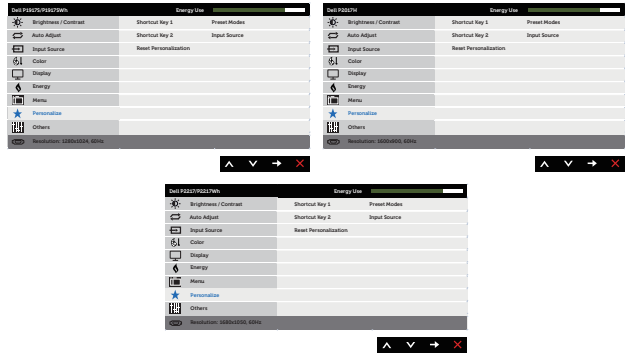 Dell P1917S/P1917SWh Energy Use
Brightness / Contrast Shortcut Key 1 Preset Modes
Auto Adjust Shortcut Key 2 Input Source
Input Source Reset Personalization
Color
Display
Energy
Menu
Personalize
Others
Resolution: 1280x1024, 60Hz
Dell P2017H Energy Use
Brightness / Contrast Shortcut Key 1 Preset Modes
Auto Adjust Shortcut Key 2 Input Source
Input Source Reset Personalization
Color
Display
Energy
Menu
Personalize
Others
Resolution: 1600x900, 60Hz
Dell P2217/P2217Wh Energy Use
Brightness / Contrast Shortcut Key 1 Preset Modes
Auto Adjust Shortcut Key 2 Input Source
Input Source Reset Personalization
Color
Display
Energy
Menu
Personalize
Others
Resolution: 1680x1050, 60Hz